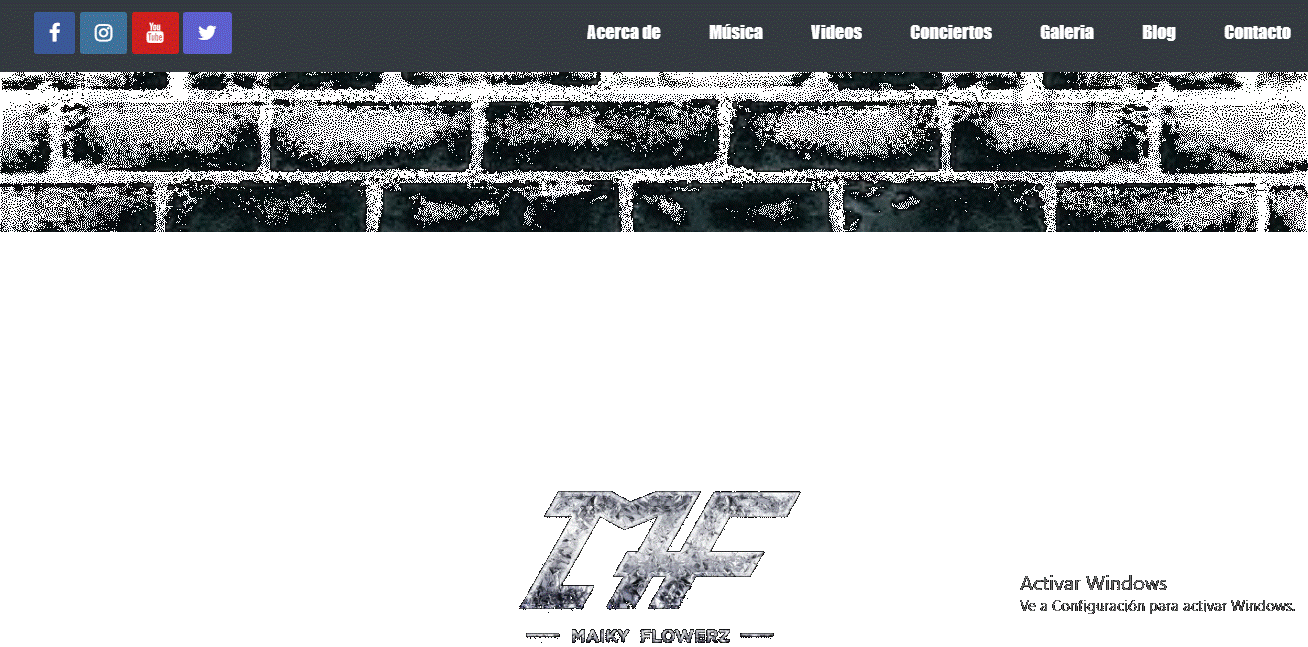 You Tube
Acerca de Música Videos Conciertos Galeria Blog Contacto
MF
MAIKY FLOWERZ
Activar Windows
Ve a Configuración para activar Windows.